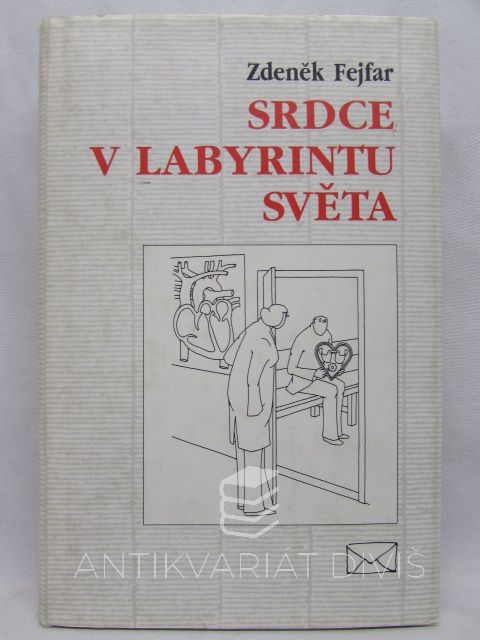 Zdeněk Fejfar
SRDCE
V LABYRINTU
SVĚTA
ANTIKVARIÁT DIVIŠ